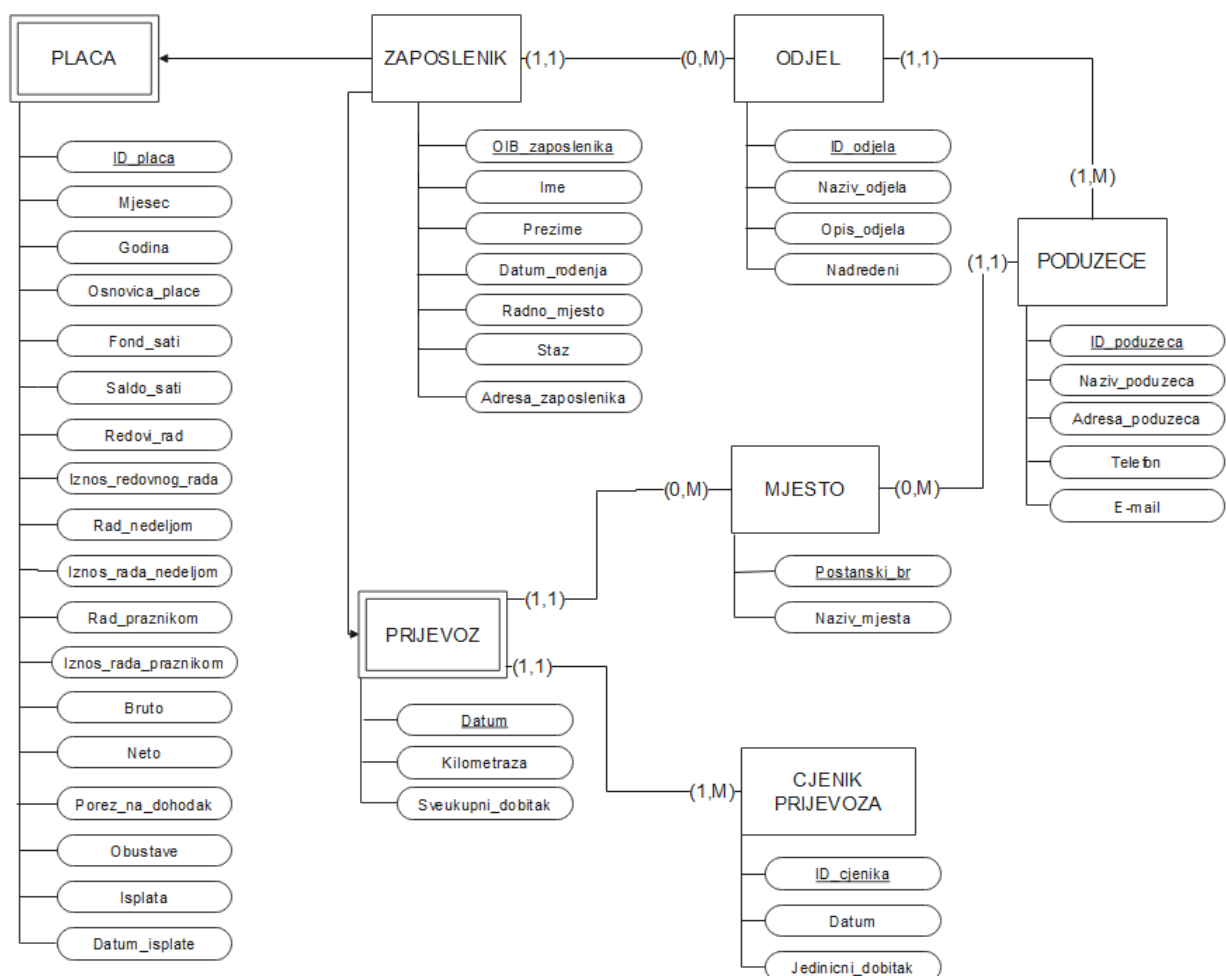 PLACA
ID_placa
Mjesec
Godina
Osnovica_place
Fond_sati
Saldo_sati
Redovi_rad
Iznos_redovnog_rada
Rad_nedeljom
Iznos_rada_nedeljom
Rad_praznikom
Iznos_rada_praznikom
Bruto
Neto
Porez_na_dohodak
Obustave
Isplata
Datum_isplate
ZAPOSLENIK
(1,1)
(0,M)
OIB_zaposlenika
Ime
Prezime
Datum_rodenja
Radno_mjesto
Staz
Adresa_zaposlenika
ODJEL
(1,1)
(1,M)
ID_odjela
Naziv_odjela
Opis_odjela
Nadredeni
PODUZECE
(1,1)
(0,M)
ID_poduzeca
Naziv_poduzeca
Adresa_poduzeca
Telefon
E-mail
MJESTO
(0,M)
(1,1)
Postanski_br
Naziv_mjesta
PRIJEVOZ
(1,1)
(1,M)
Datum
Kilometraza
Sveukupni_dobitak
CJENIK
PRIJEVOZA
ID_cjenika
Datum
Jedinicni_dobitak